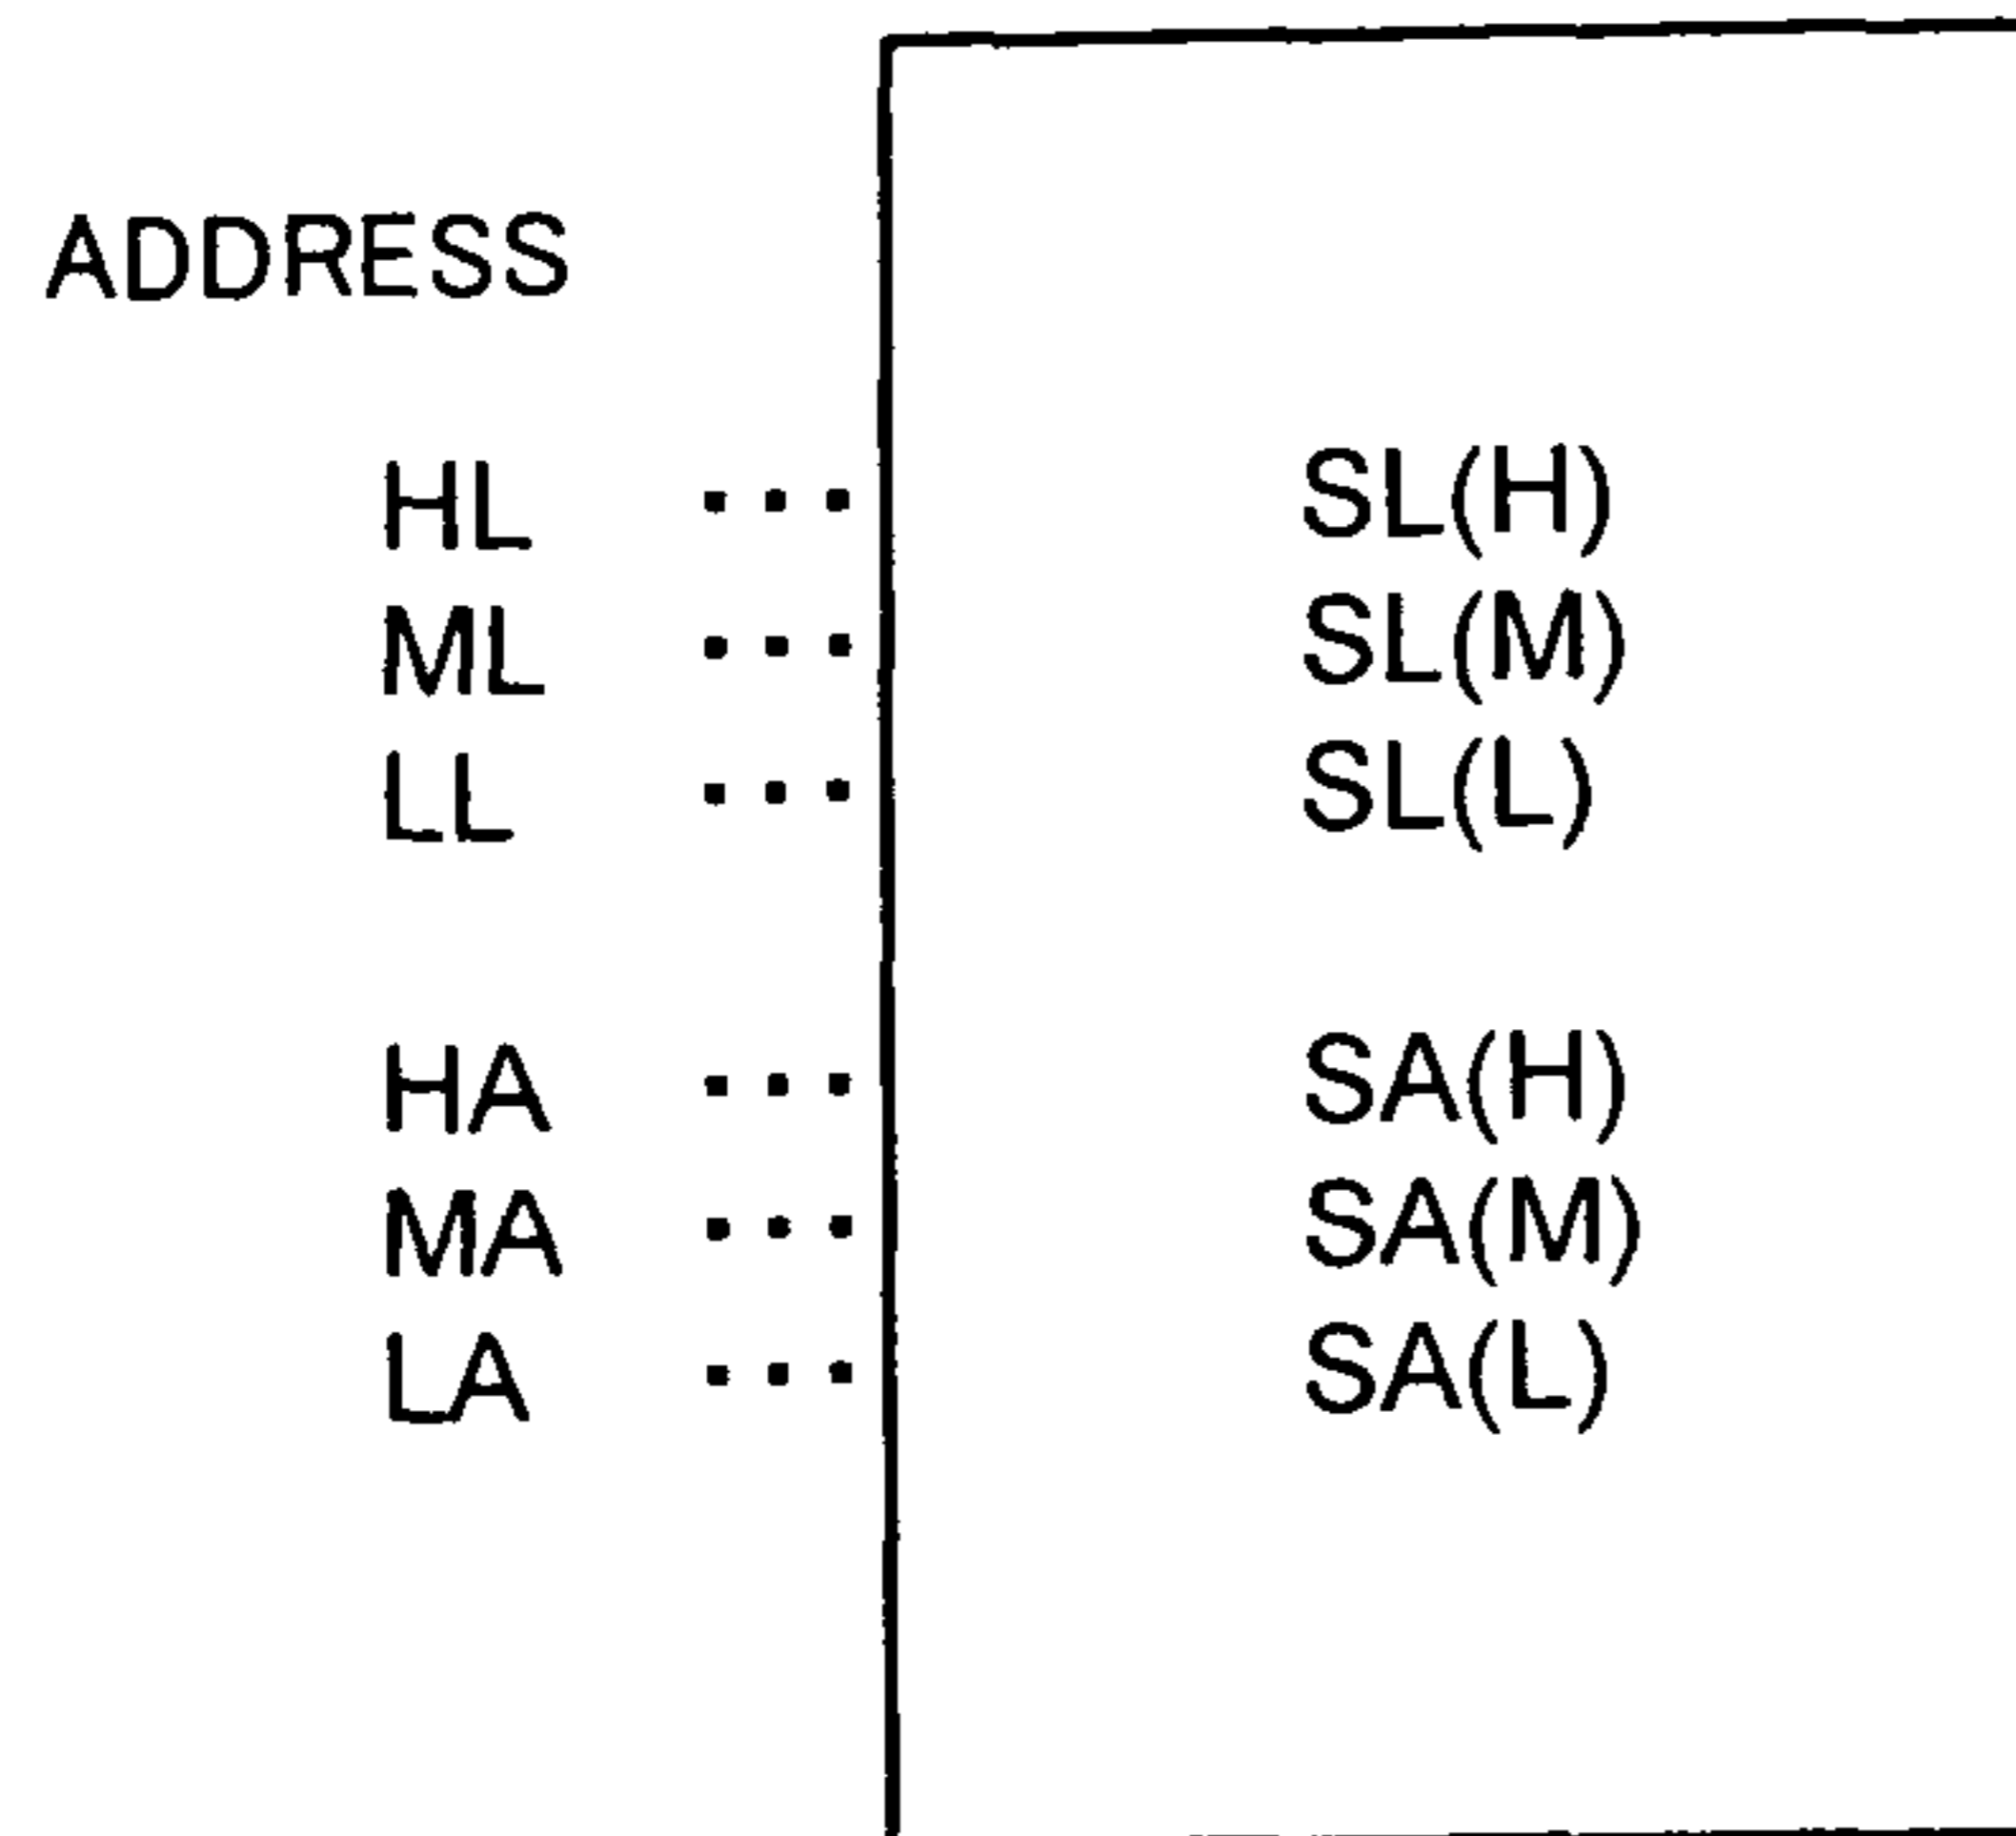 ADDRESS
HL ... SL(H)
ML ... SL(M)
LL ... SL(L)
HA ... SA(H)
MA ... SA(M)
LA ... SA(L)